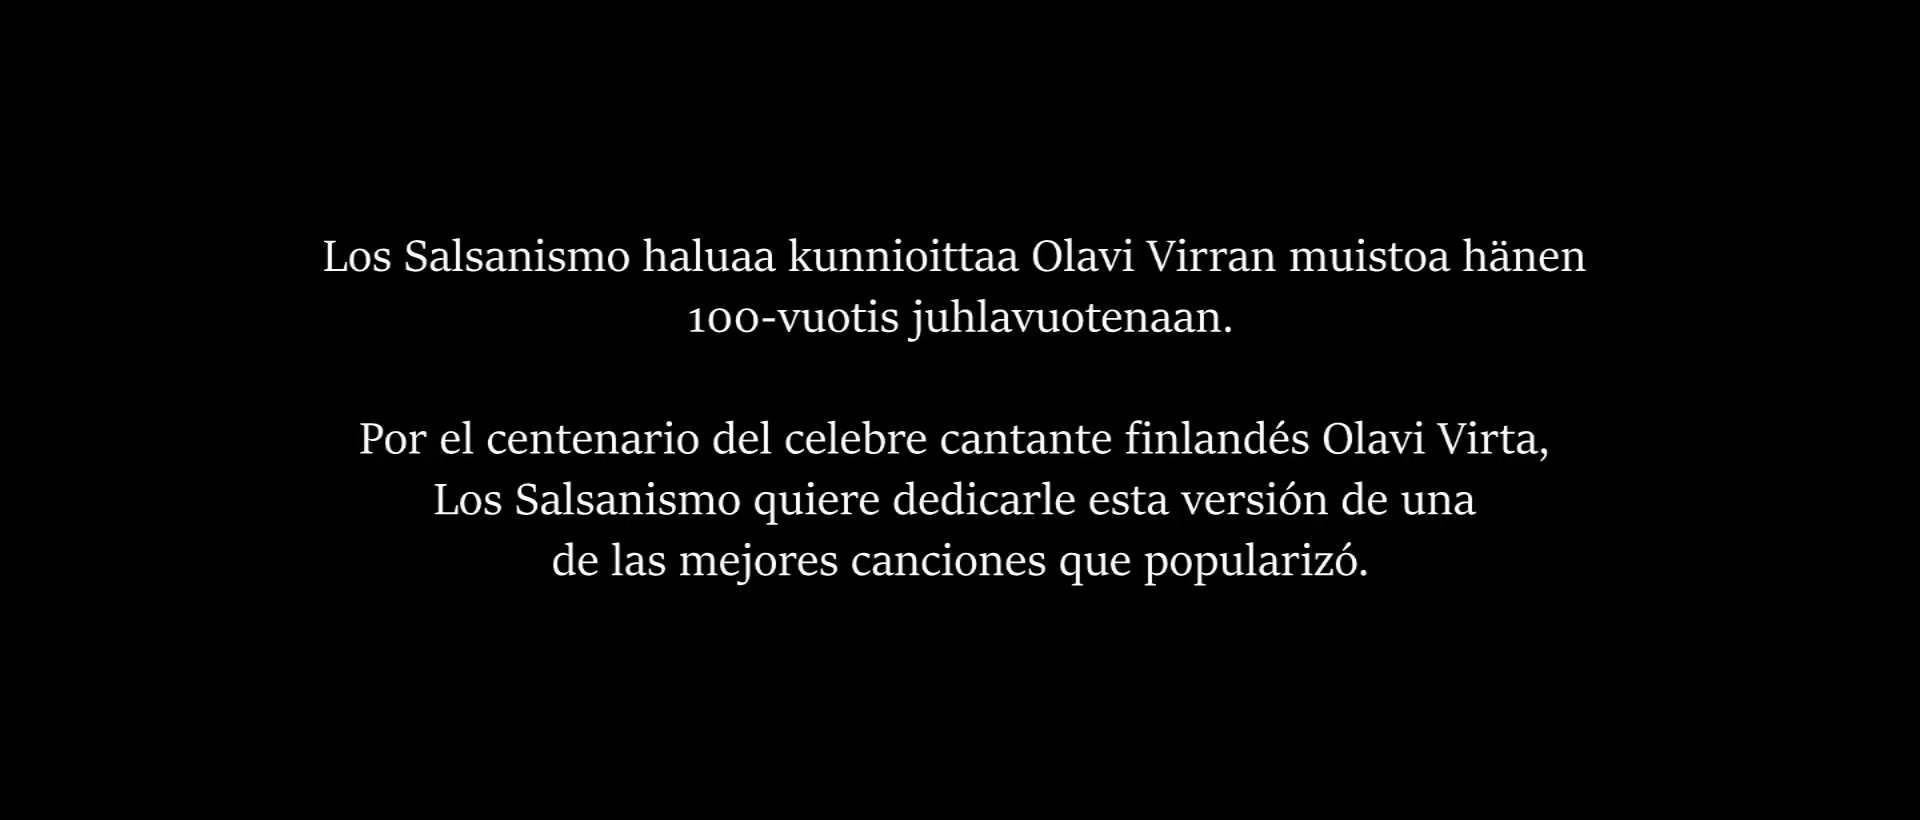 Los Salsanismo haluaa kunnioittaa Olavi Virran muistoa hänen
100-vuotis juhlavuotenaan.
Por el centenario del celebre cantante finlandés Olavi Virta,
Los Salsanismo quiere dedicarle esta versión de una
de las mejores canciones que popularizó.